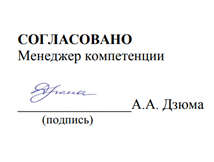 СОГЛАСОВАНО
Менеджер компетенции
А.А. Дзюма
(подпись)